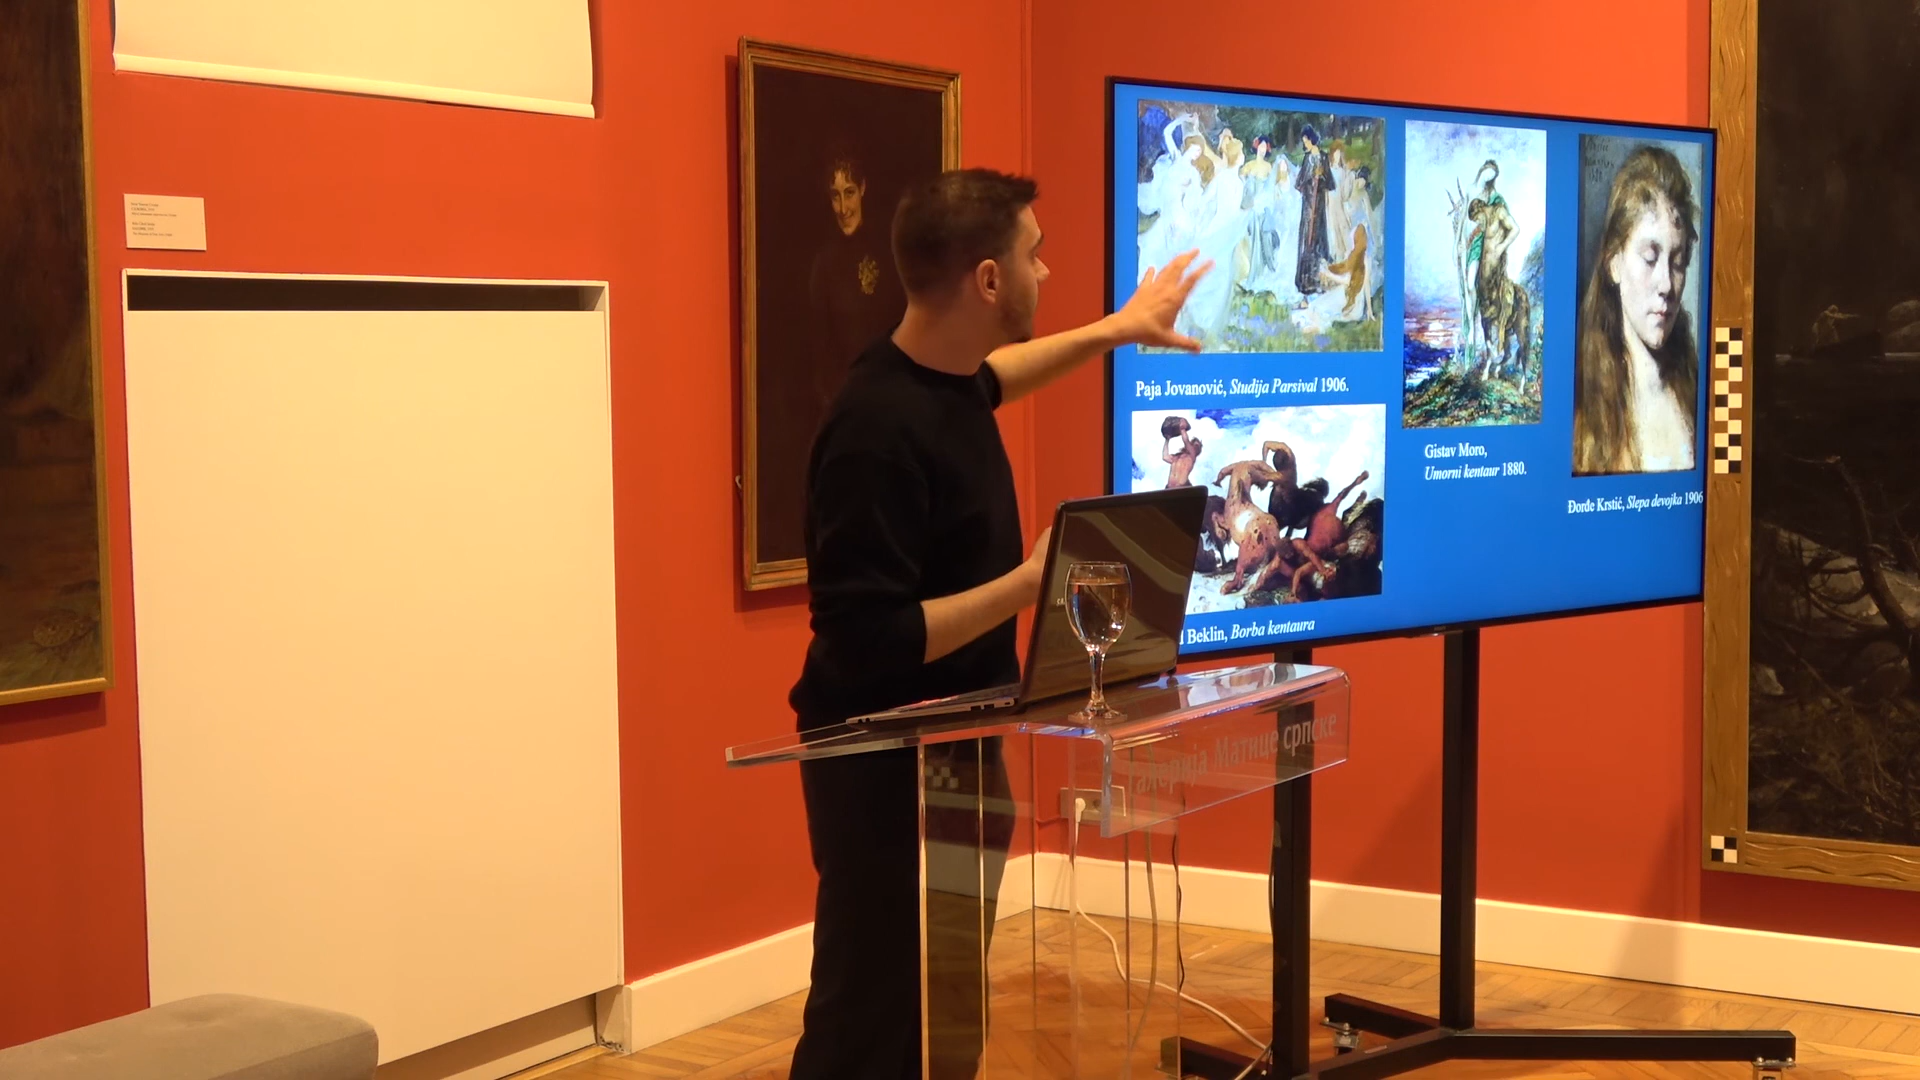 Paja Jovanović, Studija Parsival 1906.
Gistav Moro,
Umorni kentaur 1880.
Đorđe Krstić, Slepa devojka 1906
Beklin, Borba kentaura
Галерија Матице српске